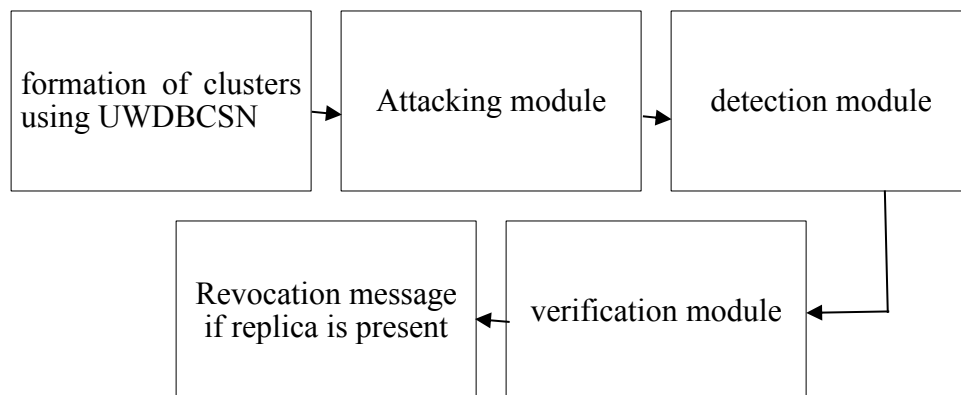 formation of clusters
using UWDBCSN
Attacking module
detection module
Revocation message
if replica is present
verification module